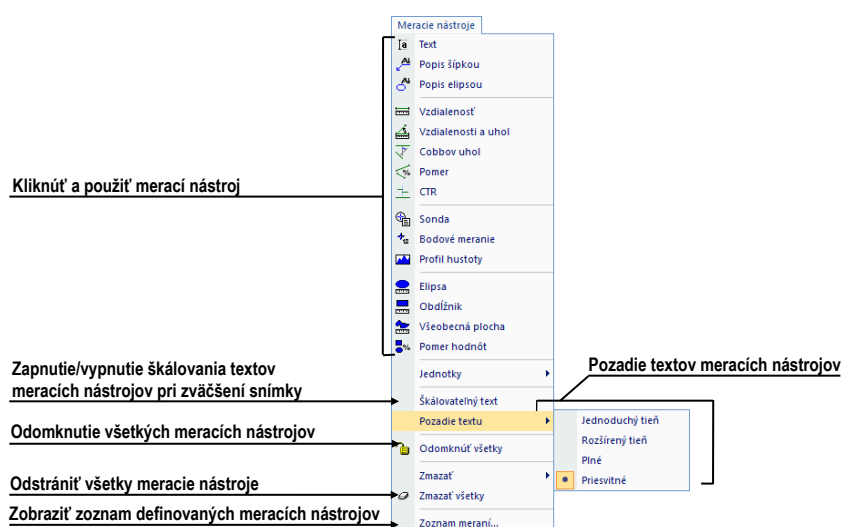 Meracie nástroje
Text
Popis šípkou
Popis elipsou
Vzdialenosť
Vzdialenosti a uhol
Cobbov uhol
Pomer
CTR
Kliknúť a použiť merací nástroj
Sonda
Bodové meranie
Profil hustoty
Elipsa
Obdĺžnik
Všeobecná plocha
Pomer hodnôt
Zapnutie/vypnutie škálovania textov
meracích nástrojov pri zväčšení snímky
Pozadie textov meracích nástrojov
Jednotky
Škálovateľný text
Pozadie textu
Jednoduchý tieň
Rozšírený tieň
Plné
Priesvitné
Odomknutie všetkých meracích nástrojov
Odomknúť všetky
Zmazať
Odstrániť všetky meracie nástroje
Zmazať všetky
Zobraziť zoznam definovaných meracích nástrojov
Zoznam meraní...